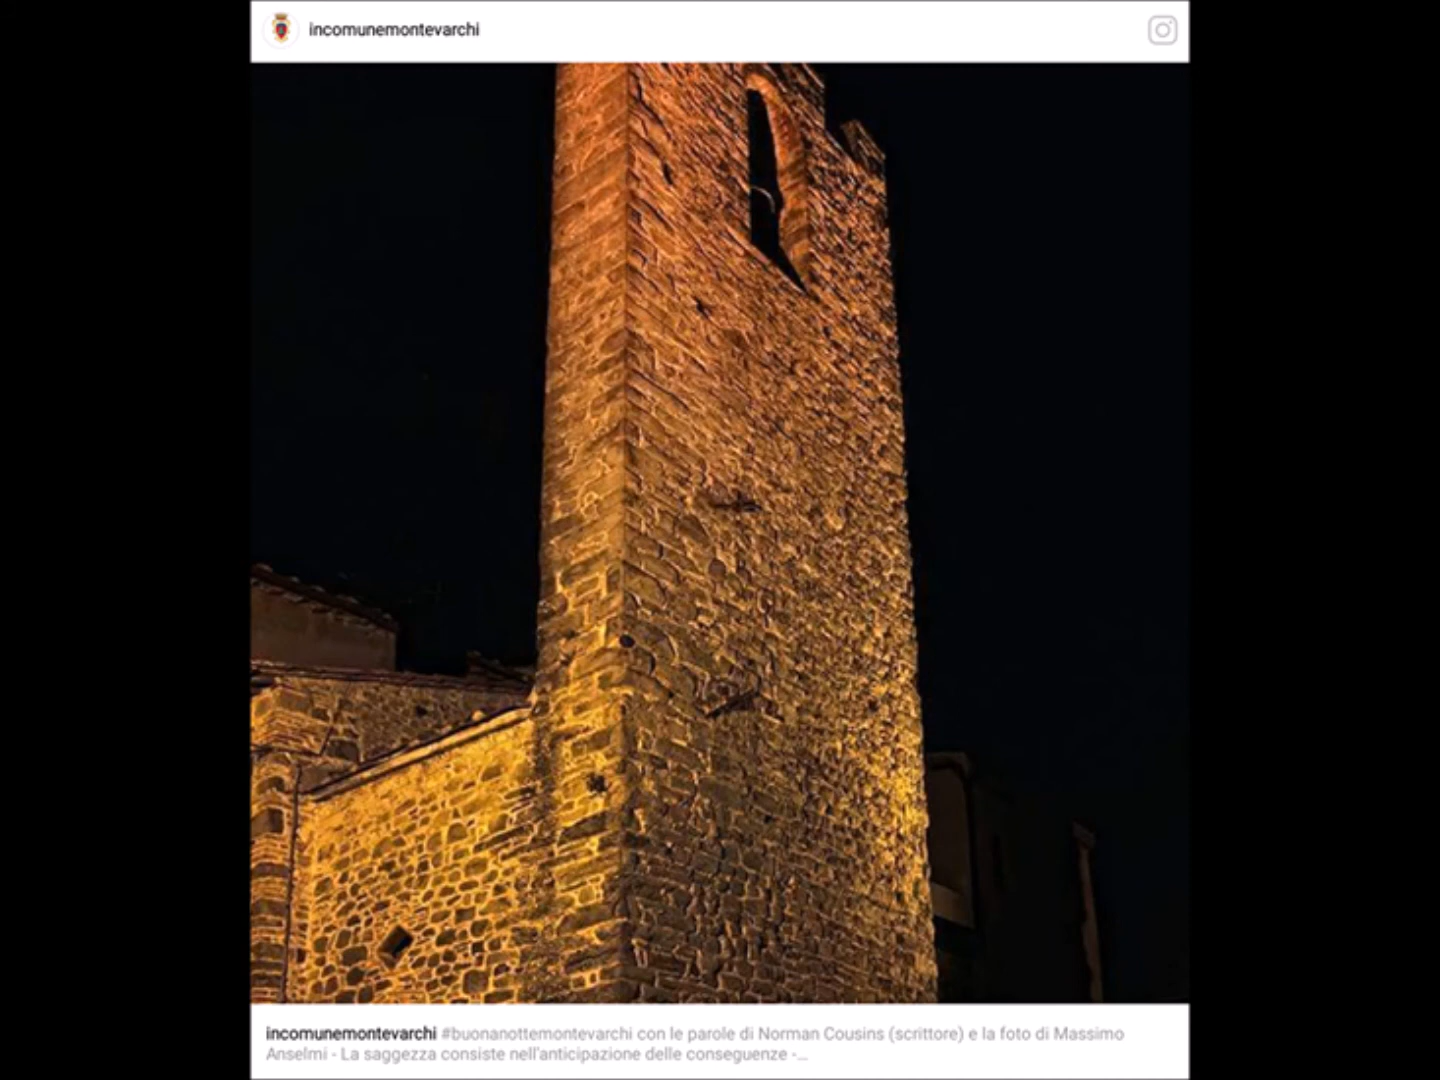 incomunemontevarchi
incomunemontevarchi #buonanottemontevarchi con le parole di Norman Cousins (scrittore) e la foto di Massimo
Anselmi - La saggezza consiste nell'anticipazione delle conseguenze -...